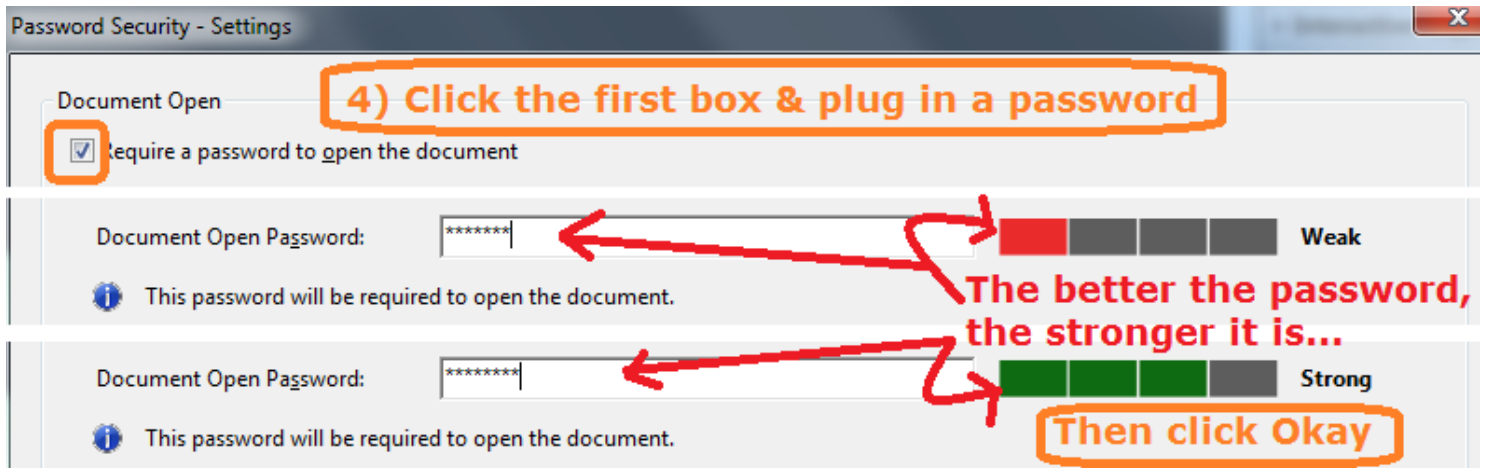 Password Security - Settings
Document Open
4) Click the first box & plug in a password
Require a password to open the document
Document Open Password: ******* Weak
This password will be required to open the document.
The better the password,
the stronger it is...
Document Open Password: ******** Strong
This password will be required to open the document.
Then click Okay